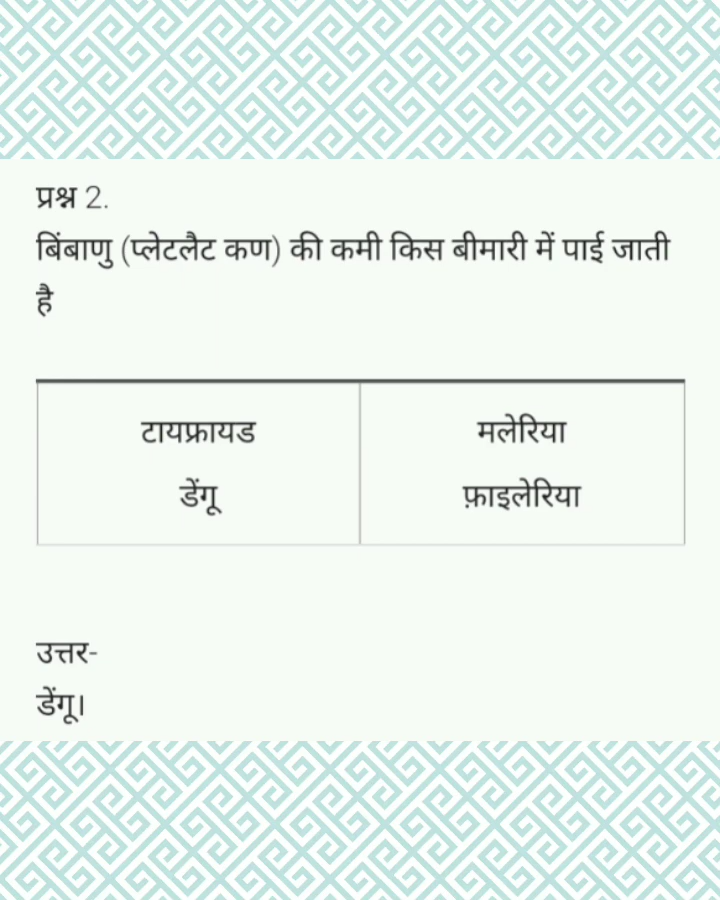 प्रश्न 2.
बिंबाणु (प्लेटलैट कण) की कमी किस बीमारी में पाई जाती
है
टायफ्रायड
मलेरिया
डेंगू
फ़ाइलेरिया
उत्तर-
डेंगू।